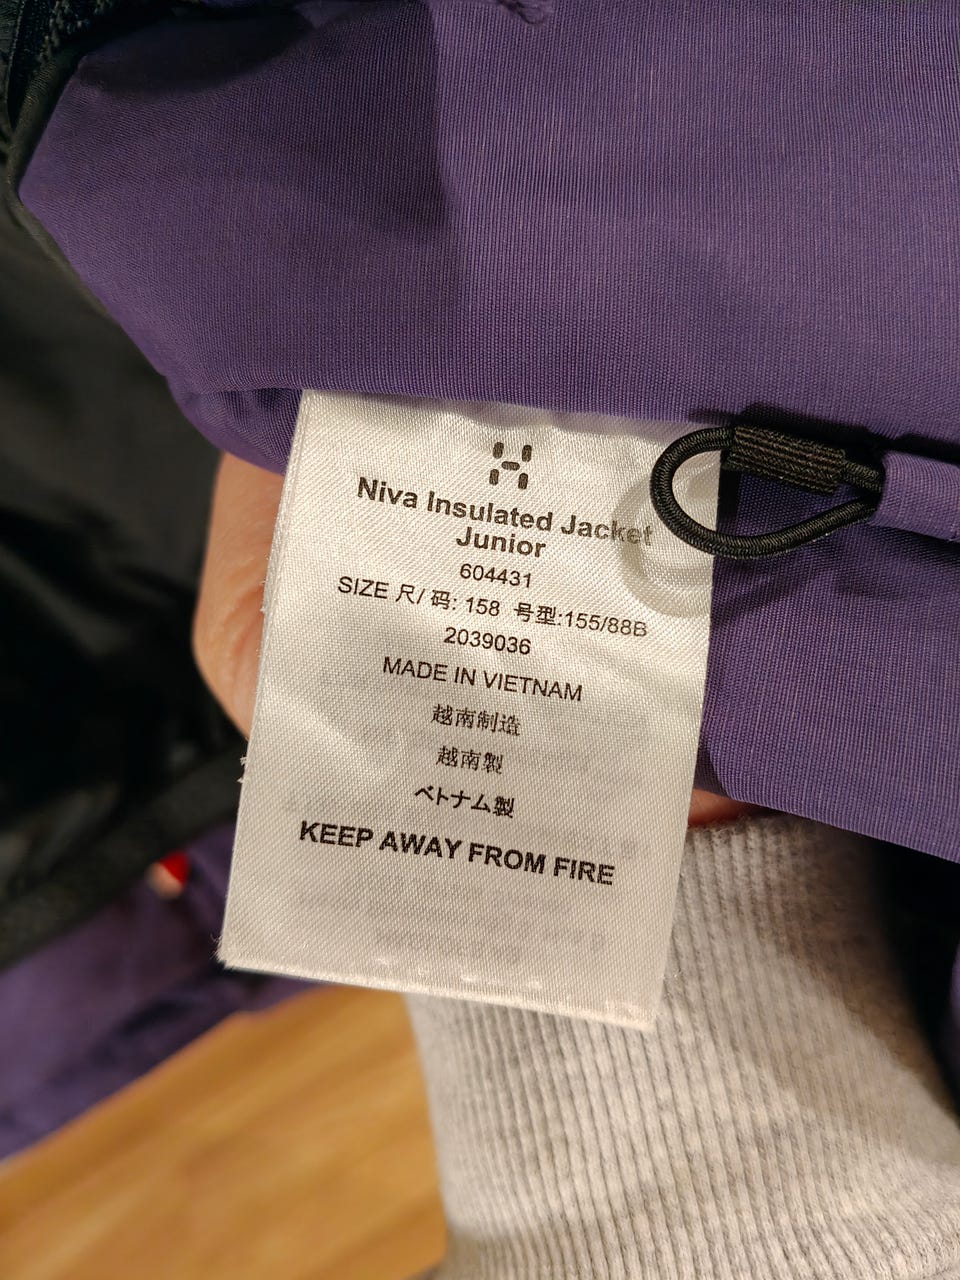 Niva Insulated Jacket
Junior
604431
SIZE 尺/ 码: 158 号型:155/88B
2039036
MADE IN VIETNAM
越南制造
越南製
ベトナム製
KEEP AWAY FROM FIRE